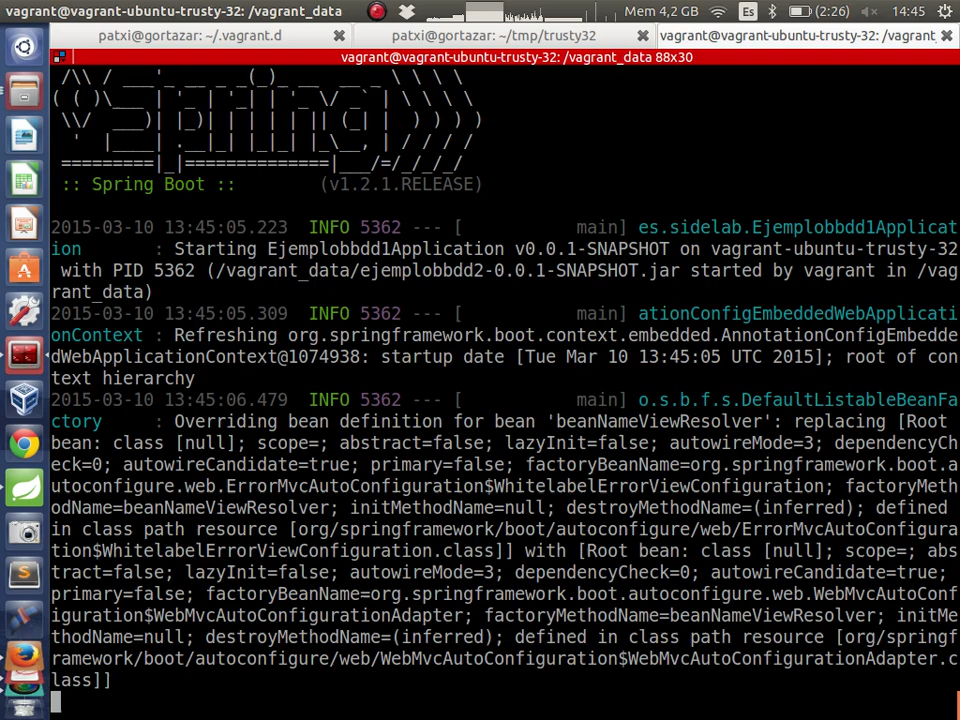 vagrant@vagrant-ubuntu-trusty-32: /vagrant_data
Mem 4,2 GB
Es
(2:26)
14:45
patxi@gortazar: ~/.vagrant.d
patxi@gortazar: ~/tmp/trusty32
vagrant@vagrant-ubuntu-trusty-32: /vagrant
vagrant@vagrant-ubuntu-trusty-32: /vagrant_data 88x30
Spring
:: Spring Boot ::        (v1.2.1.RELEASE)
2015-03-10 13:45:05.223  INFO 5362 --- [           main] es.sidelab.Ejemplobbdd1Applicat
ion       : Starting Ejemplobbdd1Application v0.0.1-SNAPSHOT on vagrant-ubuntu-trusty-32
 with PID 5362 (/vagrant_data/ejemplobbdd2-0.0.1-SNAPSHOT.jar started by vagrant in /vag
rant_data)
2015-03-10 13:45:05.309  INFO 5362 --- [           main] ationConfigEmbeddedWebApplicati
onContext : Refreshing org.springframework.boot.context.embedded.AnnotationConfigEmbedde
dWebApplicationContext@1074938: startup date [Tue Mar 10 13:45:05 UTC 2015]; root of con
text hierarchy
2015-03-10 13:45:06.479  INFO 5362 --- [           main] o.s.b.f.s.DefaultListableBeanFa
ctory     : Overriding bean definition for bean 'beanNameViewResolver': replacing [Root 
bean: class [null]; scope=; abstract=false; lazyInit=false; autowireMode=3; dependencyCh
eck=0; autowireCandidate=true; primary=false; factoryBeanName=org.springframework.boot.a
utoconfigure.web.ErrorMvcAutoConfiguration$WhitelabelErrorViewConfiguration; factoryMeth
odName=beanNameViewResolver; initMethodName=null; destroyMethodName=(inferred); defined 
in class path resource [org/springframework/boot/autoconfigure/web/ErrorMvcAutoConfigura
tion$WhitelabelErrorViewConfiguration.class]] with [Root bean: class [null]; scope=; abs
tract=false; lazyInit=false; autowireMode=3; dependencyCheck=0; autowireCandidate=true; 
primary=false; factoryBeanName=org.springframework.boot.autoconfigure.web.WebMvcAutoConf
iguration$WebMvcAutoConfigurationAdapter; factoryMethodName=beanNameViewResolver; initMe
thodName=null; destroyMethodName=(inferred); defined in class path resource [org/springf
ramework/boot/autoconfigure/web/WebMvcAutoConfiguration$WebMvcAutoConfigurationAdapter.c
lass]]